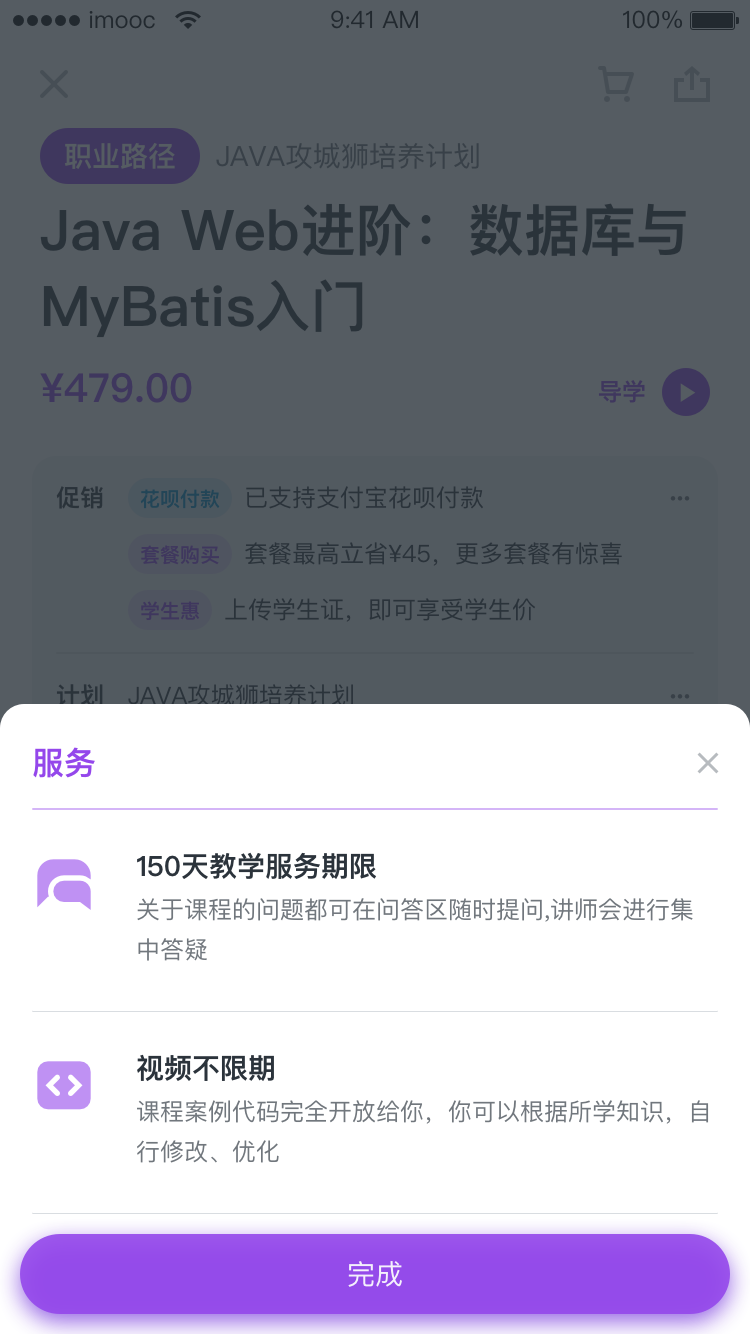 imooc 9:41 AM 100%
职业路径 JAVA攻城狮培养计划
Java Web进阶：数据库与
MyBatis入门
¥479.00 导学
促销 花呗付款 已支持支付宝花呗付款
套餐购买 套餐最高立省¥45，更多套餐有惊喜
学生惠 上传学生证，即可享受学生价
计划 JAVA攻城狮培养计划
服务
150天教学服务期限
关于课程的问题都可在问答区随时提问,讲师会进行集
中答疑
视频不限期
课程案例代码完全开放给你，你可以根据所学知识，自
行修改、优化
完成